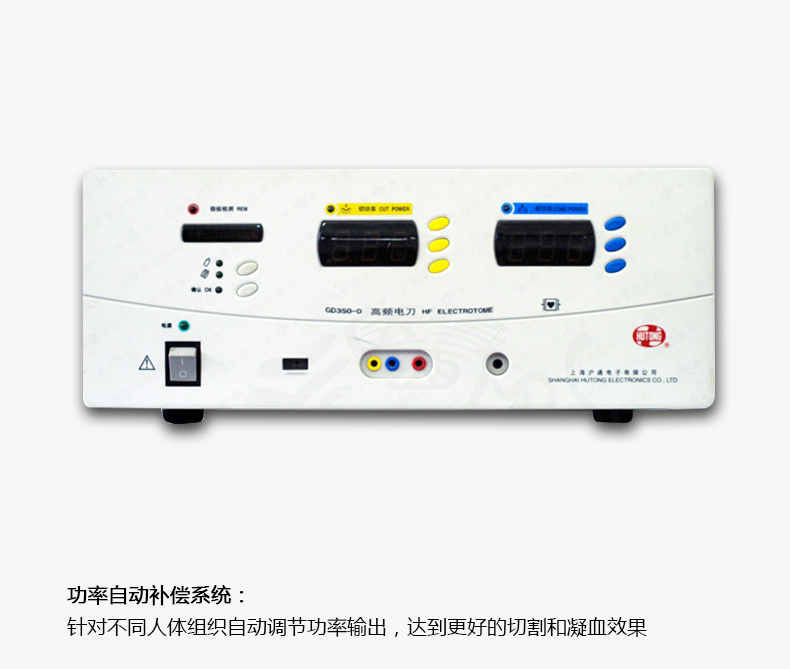 极板检测 REM
切功率 CUT POWER
凝功率 COAG POWER
确认 OK
GD350-D 高频电刀 HF ELECTROTOME
电源
HUTONG
®
上海沪通电子有限公司
SHANGHAI HUTONG ELECTRONICS CO., LTD.
功率自动补偿系统：
针对不同人体组织自动调节功率输出，达到更好的切割和凝血效果